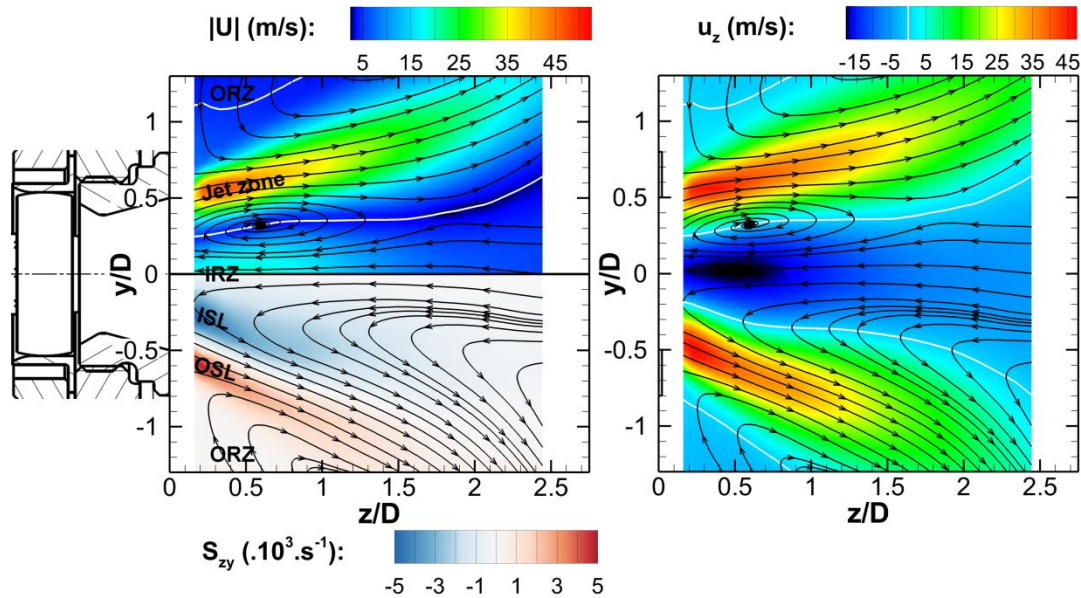 |U| (m/s):
5 15 25 35 45
u_z (m/s):
-15 -5 5 15 25 35 45
ORZ
Jet zone
IRZ
ISL
OSL
ORZ
y/D
1
0.5
0
-0.5
-1
0 0.5 1 1.5 2 2.5
z/D
y/D
1
0.5
0
-0.5
-1
0 0.5 1 1.5 2 2.5
z/D
S_zy (.10³.s⁻¹):
-5 -3 -1 1 3 5